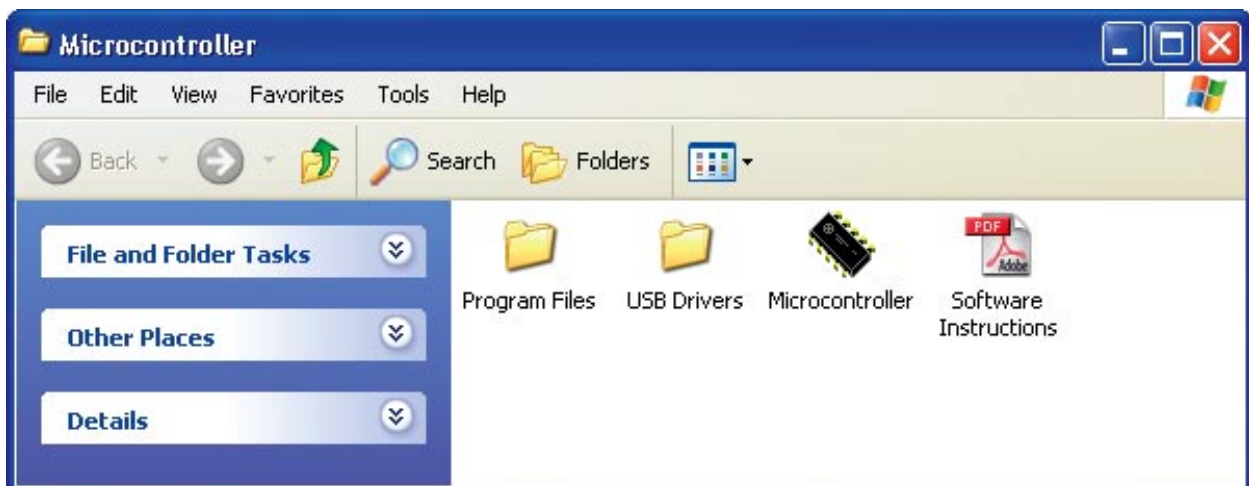 Microcontroller
File Edit View Favorites Tools Help
Back Search Folders
File and Folder Tasks
Other Places
Details
Program Files
USB Drivers
Microcontroller
PDF
Adobe
Software
Instructions